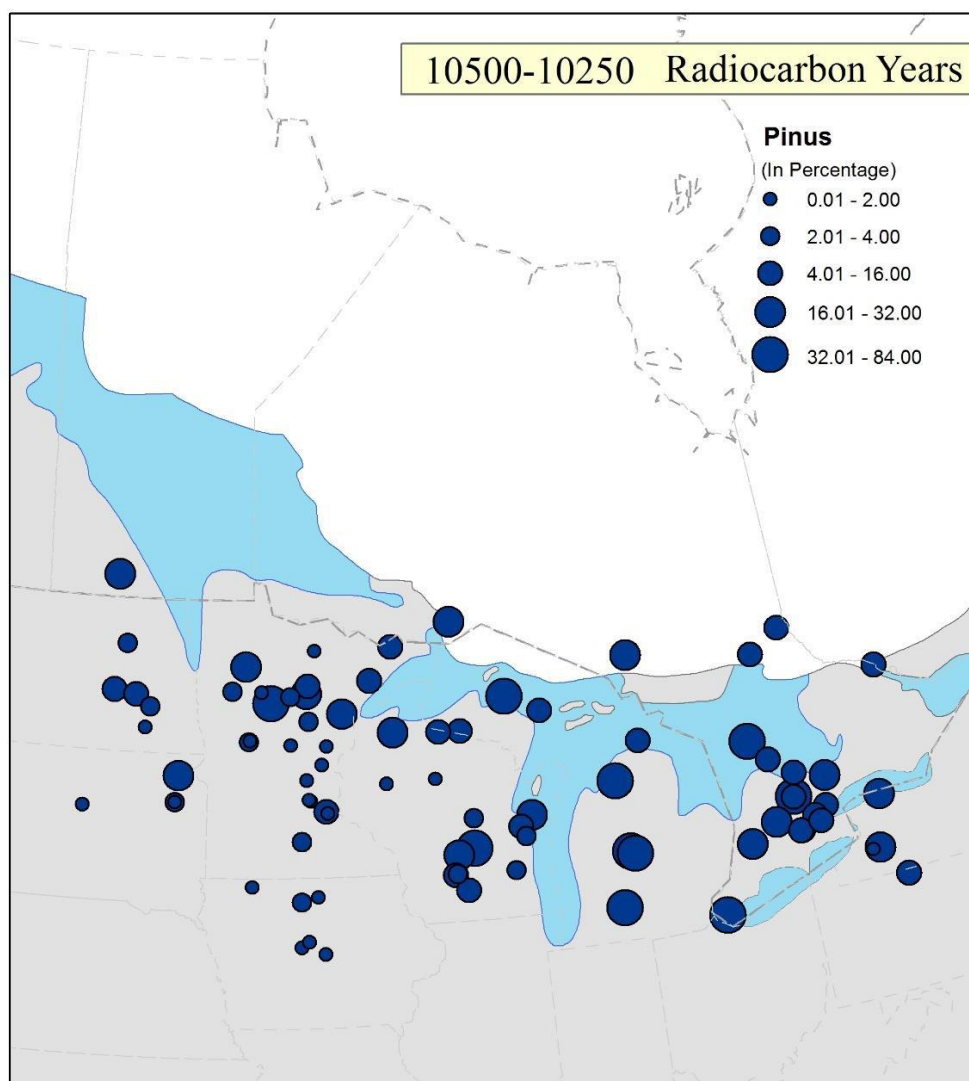 10500-10250 Radiocarbon Years
Pinus
(In Percentage)
0.01 - 2.00
2.01 - 4.00
4.01 - 16.00
16.01 - 32.00
32.01 - 84.00